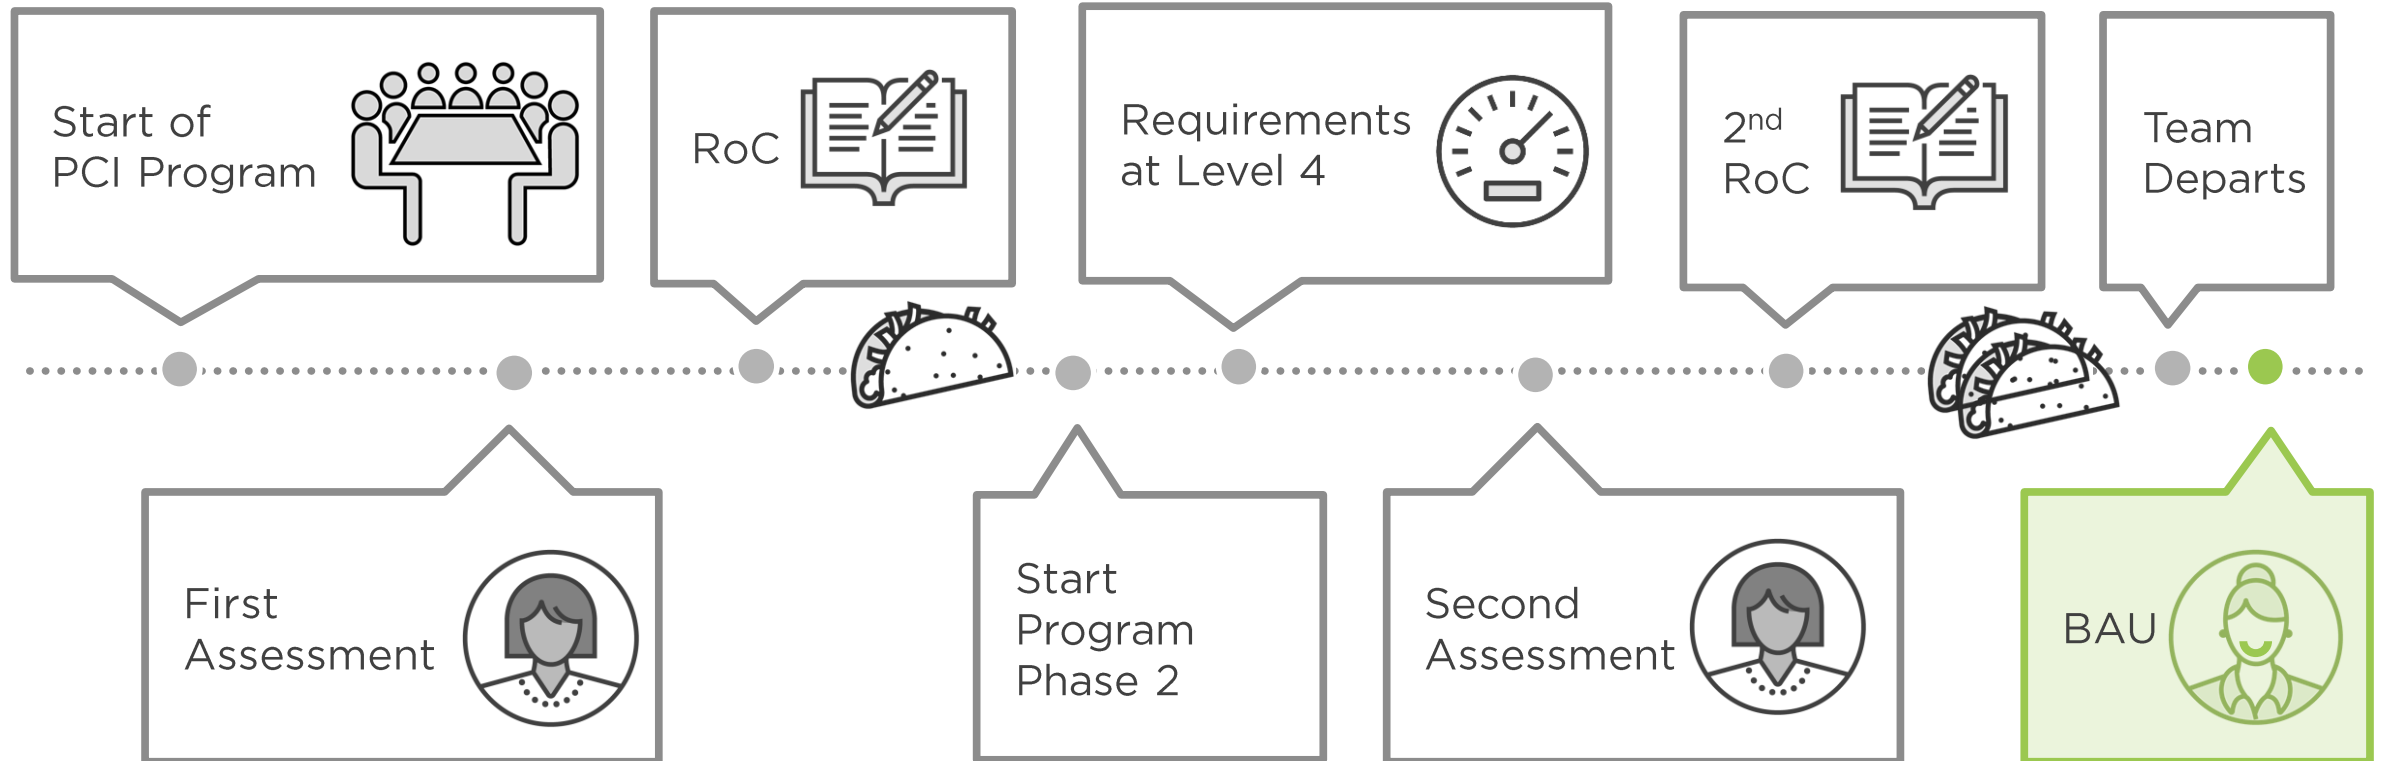 Start of
PCI Program
RoC
Requirements
at Level 4
2nd
RoC
Team
Departs
First
Assessment
Start
Program
Phase 2
Second
Assessment
BAU